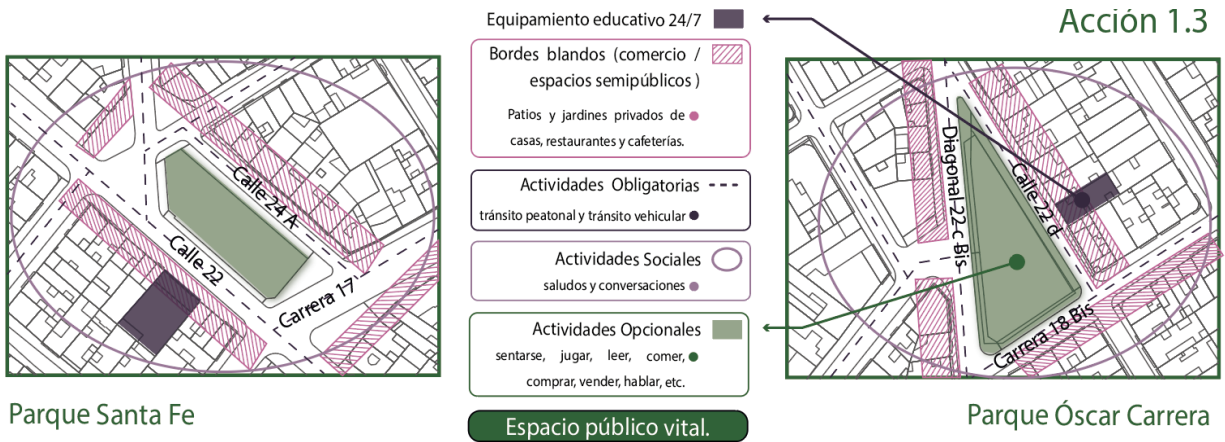 Acción 1.3
Equipamiento educativo 24/7
Bordes blandos (comercio /
espacios semipúblicos )
Patios y jardines privados de
casas, restaurantes y cafeterías.
Actividades Obligatorias
tránsito peatonal y tránsito vehicular
Actividades Sociales
saludos y conversaciones
Actividades Opcionales
sentarse, jugar, leer, comer,
comprar, vender, hablar, etc.
Espacio público vital.
Calle 24 A
Calle 22
Carrera 17
Parque Santa Fe
Diagonal 22 c Bis
Calle 22 d
Carrera 18 Bis
Parque Óscar Carrera